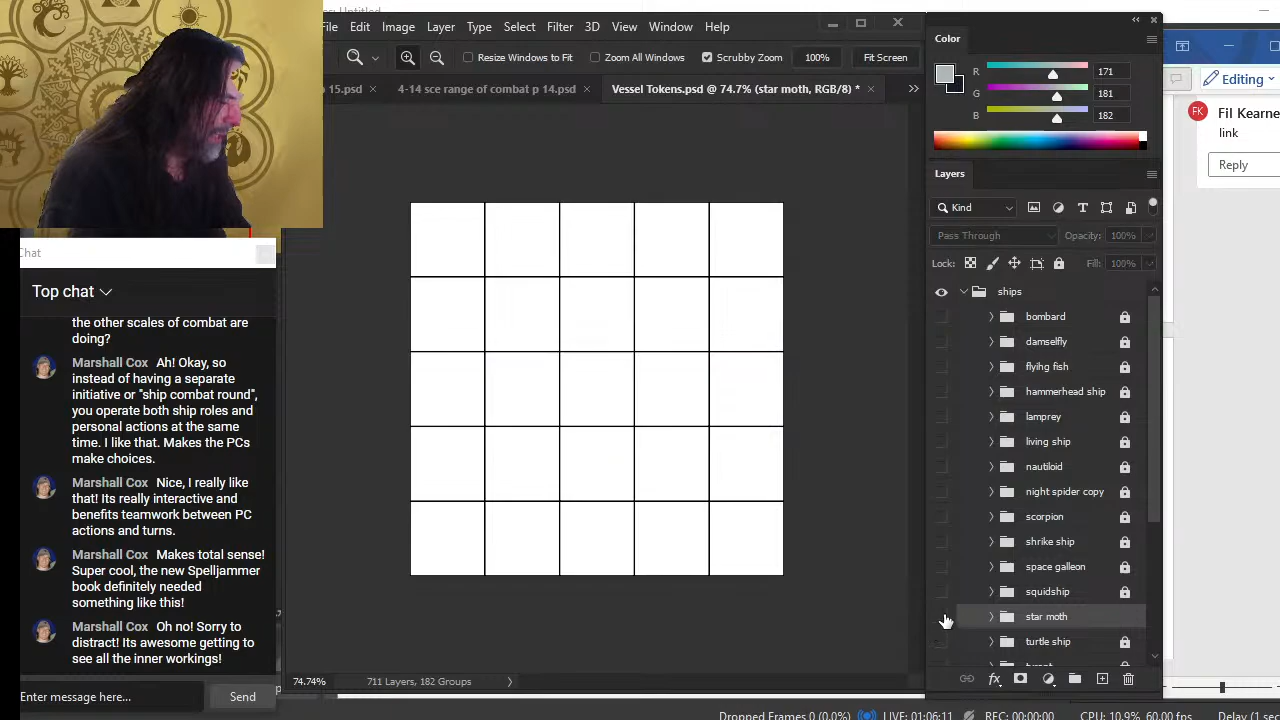 Untitled
File Edit Image Layer Type Select Filter 3D View Window Help
Resize Windows to Fit Scrubby Zoom All Windows Scrubby Zoom 100% Fit Screen
p 15.psd × 4-14 sce range of combat p 14.psd × Vessel Tokens.psd @ 74.7% (star moth, RGB/8) * ×
Color
R 171
G 181
B 182
Editing
Fil Kearne
link
Reply
Layers
Kind
Pass Through Opacity: 100%
Lock: Fill: 100%
ships
bombard
damselfly
flyihg fish
hammerhead ship
lamprey
living ship
nautiloid
night spider copy
scorpion
shrike ship
space galleon
squidship
star moth
turtle ship
Chat
Top chat
the other scales of combat are
doing?
Marshall Cox Ah! Okay, so
instead of having a separate
initiative or "ship combat round",
you operate both ship roles and
personal actions at the same
time. I like that. Makes the PCs
make choices.
Marshall Cox Nice, I really like
that! Its really interactive and
benefits teamwork between PC
actions and turns.
Marshall Cox Makes total sense!
Super cool, the new Spelljammer
book definitely needed
something like this!
Marshall Cox Oh no! Sorry to
distract! Its awesome getting to
see all the inner workings!
Enter message here... Send
74.74% 711 Layers, 182 Groups
Dropped Frames 0 (0.0%) LIVE: 01:06:11 REC: 00:00:00 CPU: 10.9%, 60.00 fps Delay (1 sec